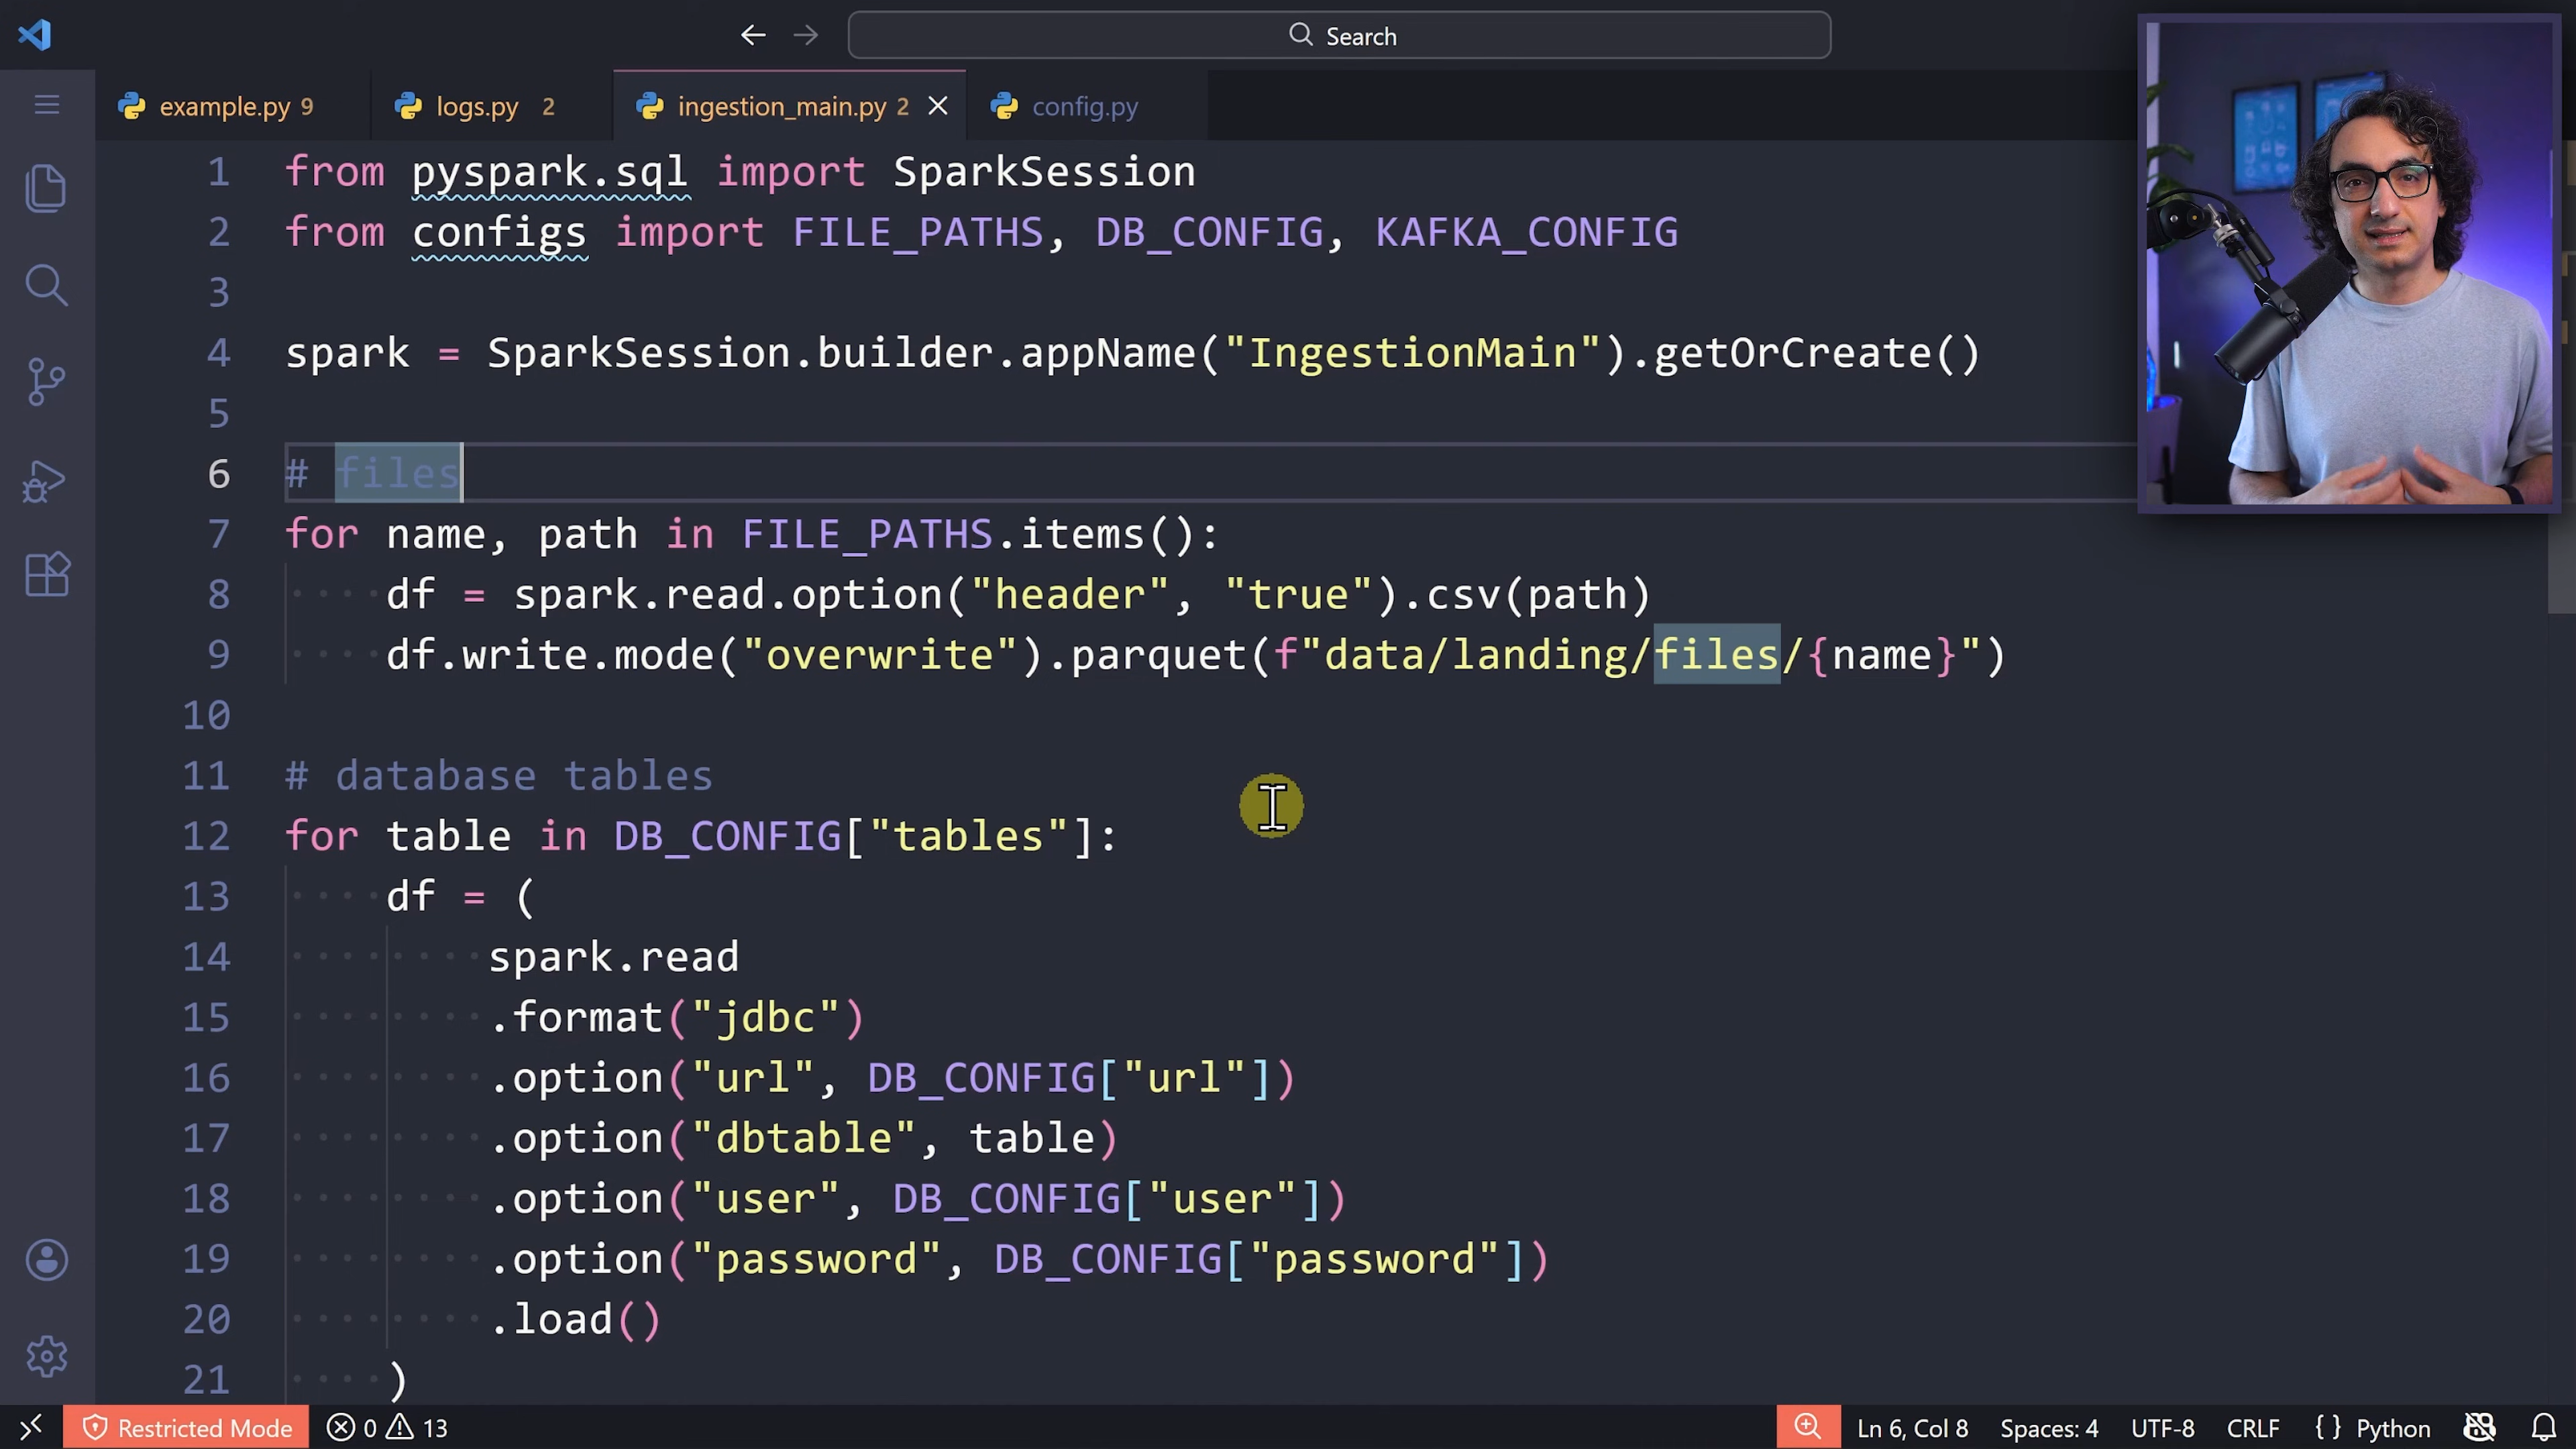 Search
example.py 9
logs.py 2
ingestion_main.py 2
config.py
1 from pyspark.sql import SparkSession
2 from configs import FILE_PATHS, DB_CONFIG, KAFKA_CONFIG
3
4 spark = SparkSession.builder.appName("IngestionMain").getOrCreate()
5
6 # files
7 for name, path in FILE_PATHS.items():
8 ····df = spark.read.option("header", "true").csv(path)
9 ····df.write.mode("overwrite").parquet(f"data/landing/files/{name}")
10
11 # database tables
12 for table in DB_CONFIG["tables"]:
13 ····df = (
14 ········spark.read
15 ········.format("jdbc")
16 ········.option("url", DB_CONFIG["url"])
17 ········.option("dbtable", table)
18 ········.option("user", DB_CONFIG["user"])
19 ········.option("password", DB_CONFIG["password"])
20 ········.load()
21 ····)
Restricted Mode 0 13 Ln 6, Col 8 Spaces: 4 UTF-8 CRLF { } Python